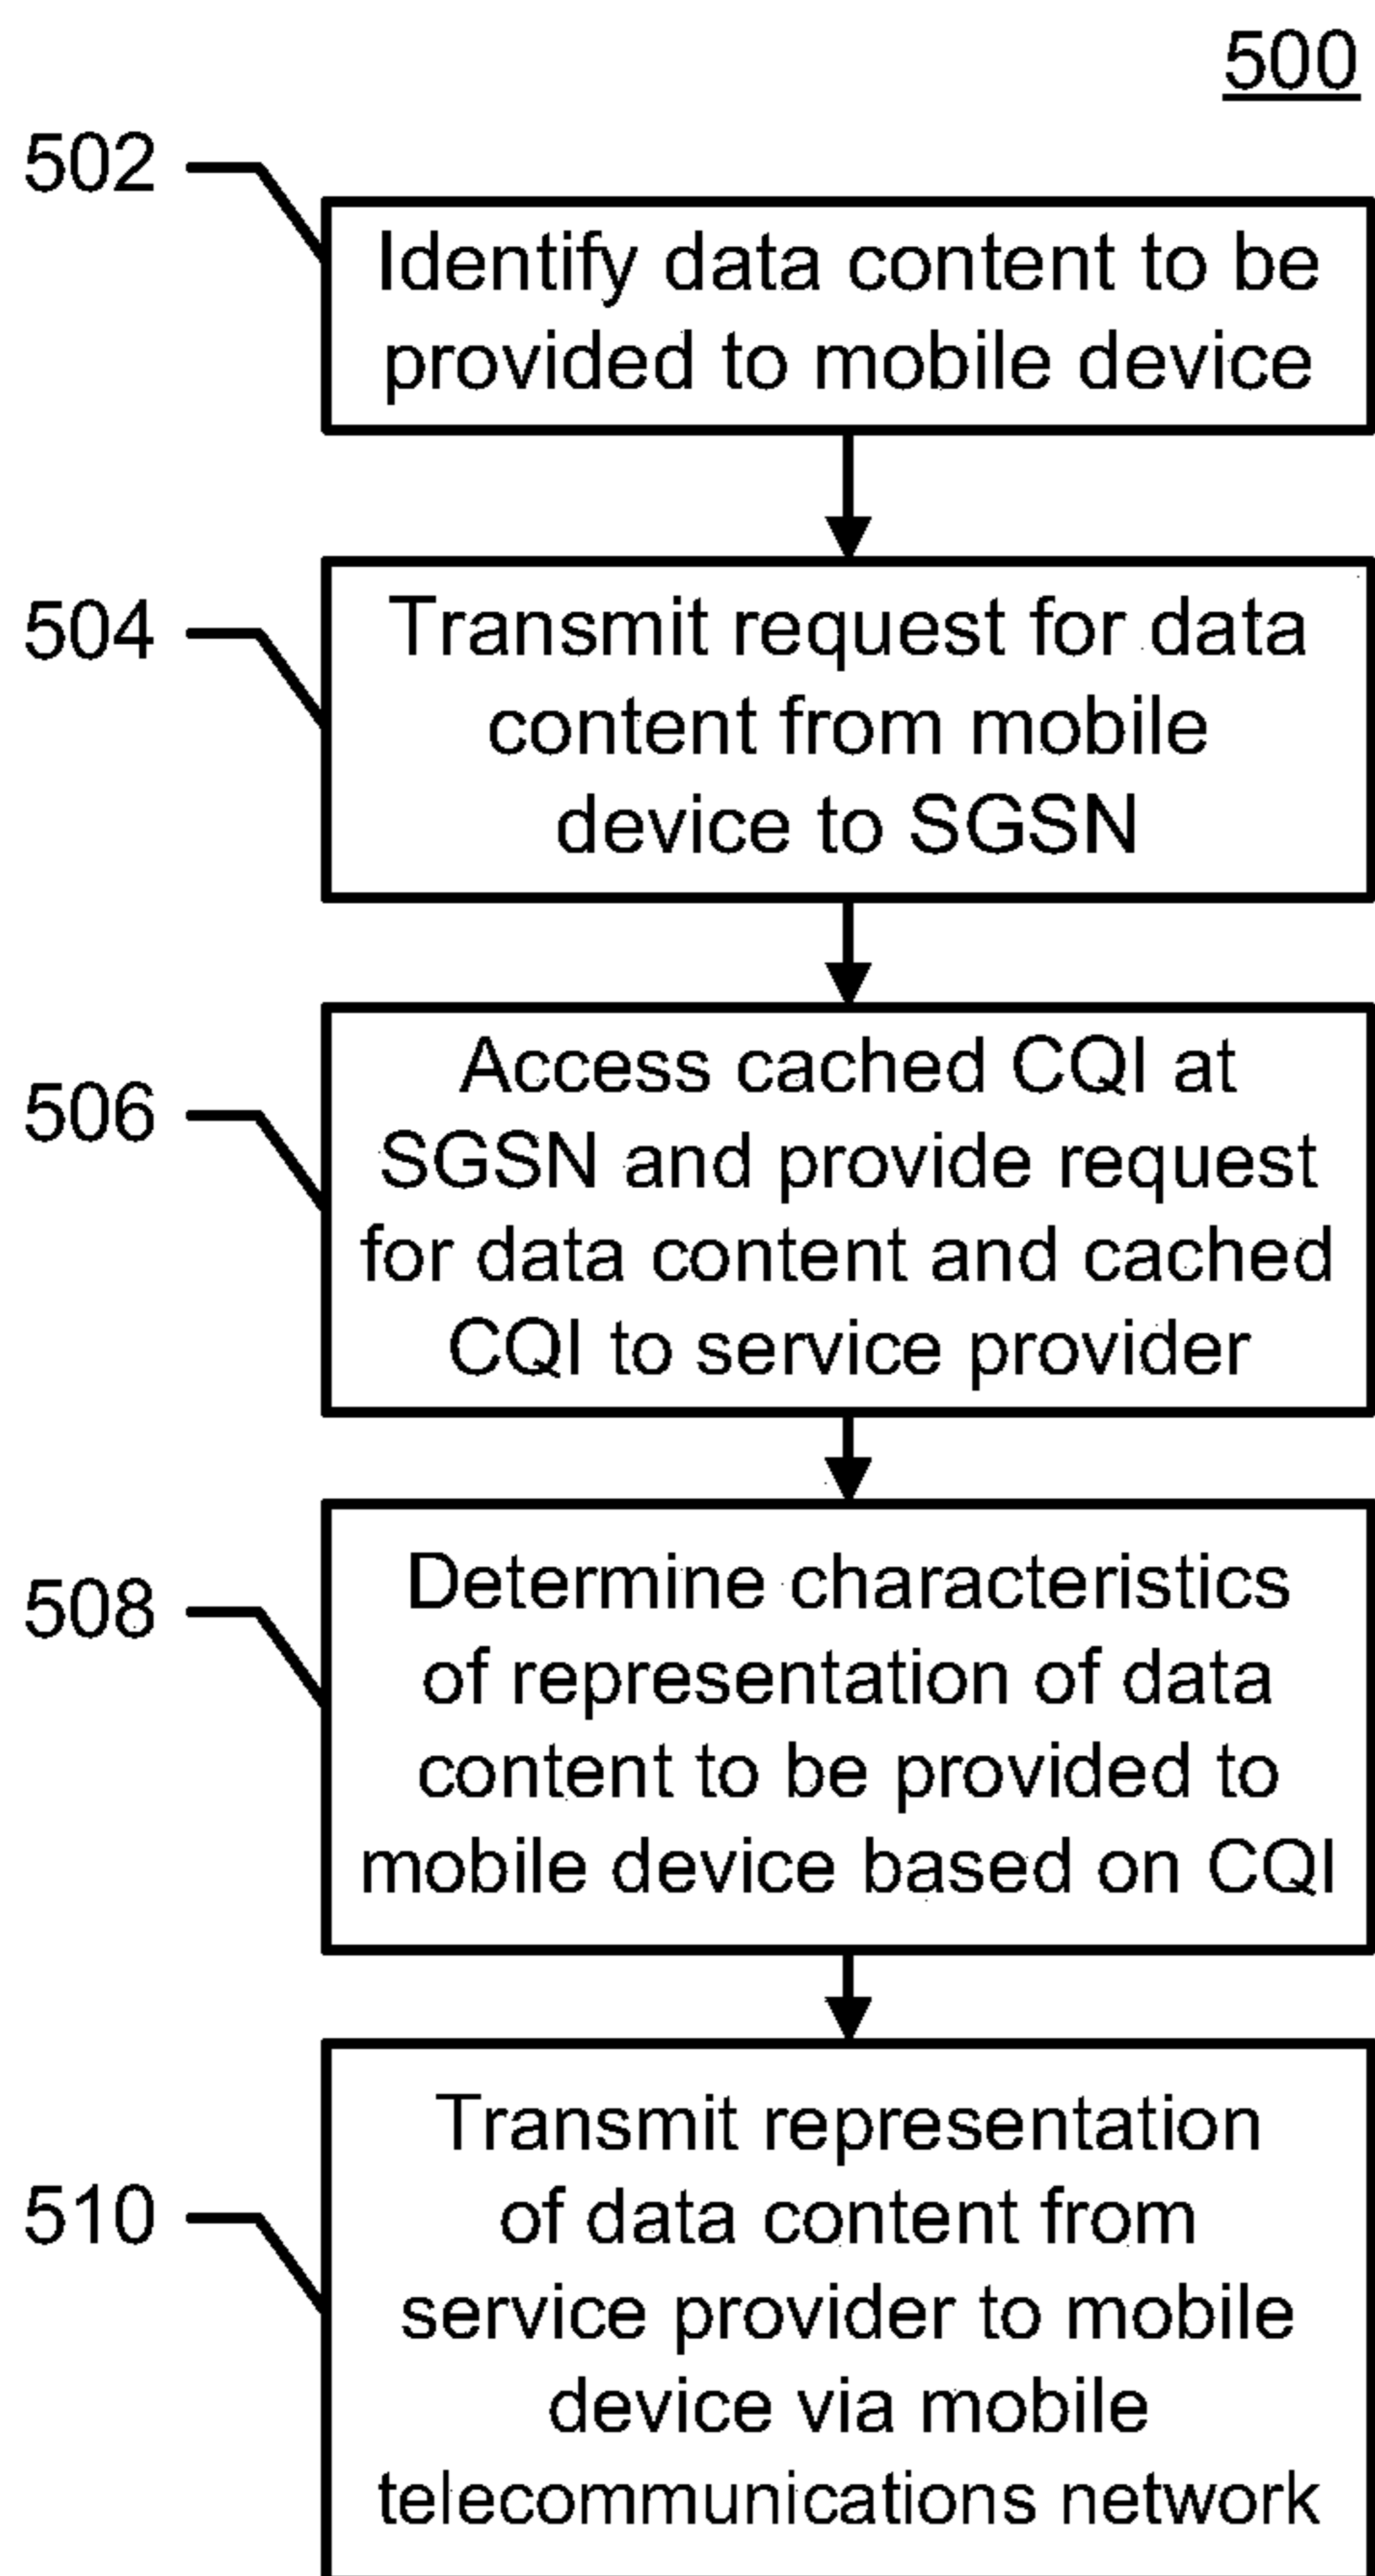 500
502
Identify data content to be
provided to mobile device
504
Transmit request for data
content from mobile
device to SGSN
506
Access cached CQI at
SGSN and provide request
for data content and cached
CQI to service provider
508
Determine characteristics
of representation of data
content to be provided to
mobile device based on CQI
510
Transmit representation
of data content from
service provider to mobile
device via mobile
telecommunications network